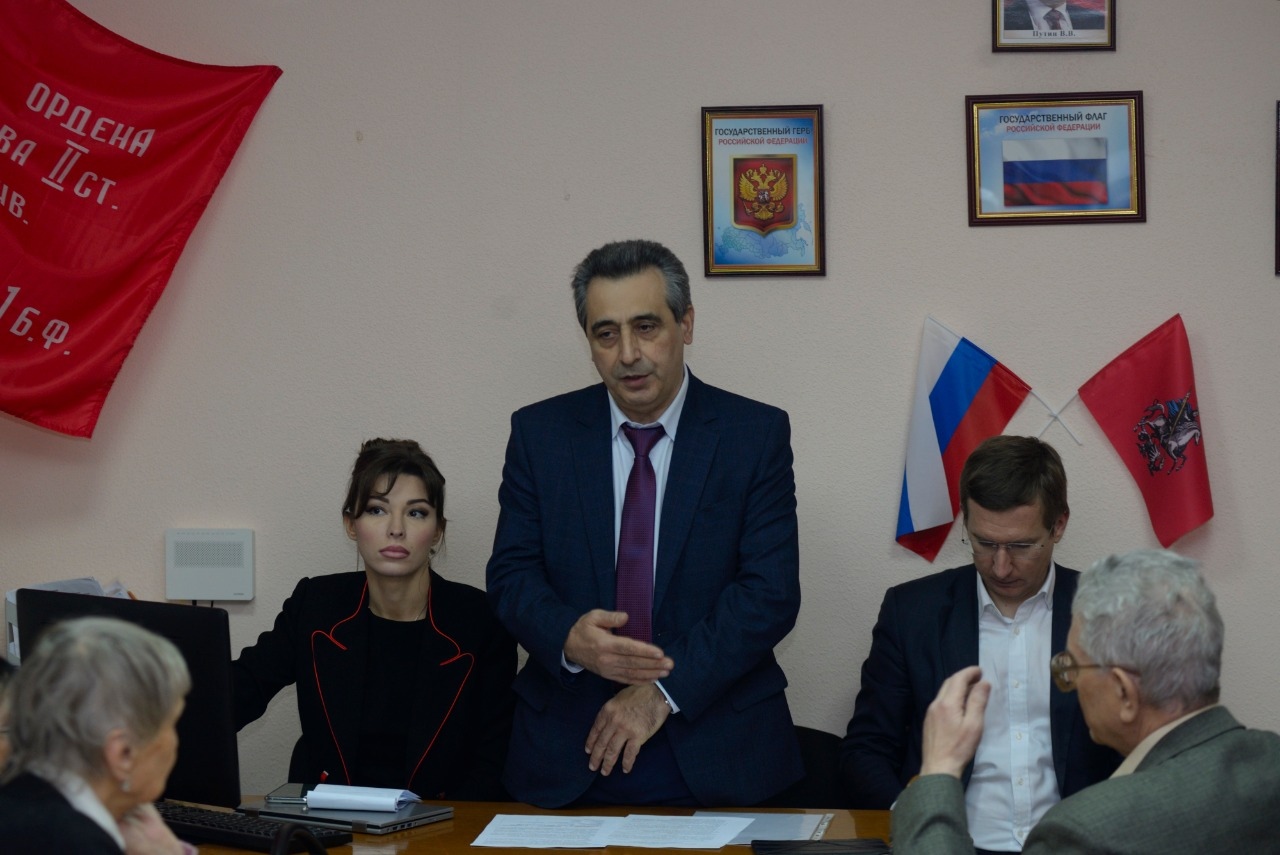 ОРДЕНА
ВА II СТ.
ИВ.
1 Б.Ф.
ГОСУДАРСТВЕННЫЙ ГЕРБ
РОССИЙСКОЙ ФЕДЕРАЦИИ
Путин В.В.
ГОСУДАРСТВЕННЫЙ ФЛАГ
РОССИЙСКОЙ ФЕДЕРАЦИИ